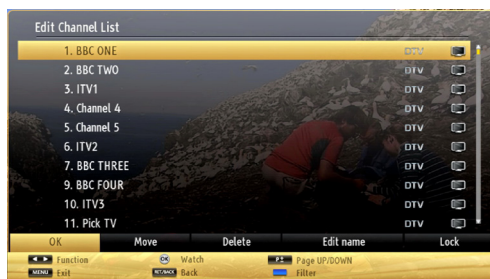 Edit Channel List
1. BBC ONE DTV
2. BBC TWO DTV
3. ITV1 DTV
4. Channel 4 DTV
5. Channel 5 DTV
6. ITV2 DTV
7. BBC THREE DTV
9. BBC FOUR DTV
10. ITV3 DTV
11. Pick TV DTV
OK Move Delete Edit name Lock
Function OK Watch P Page UP/DOWN
MENU Exit RET/BACK Back Filter